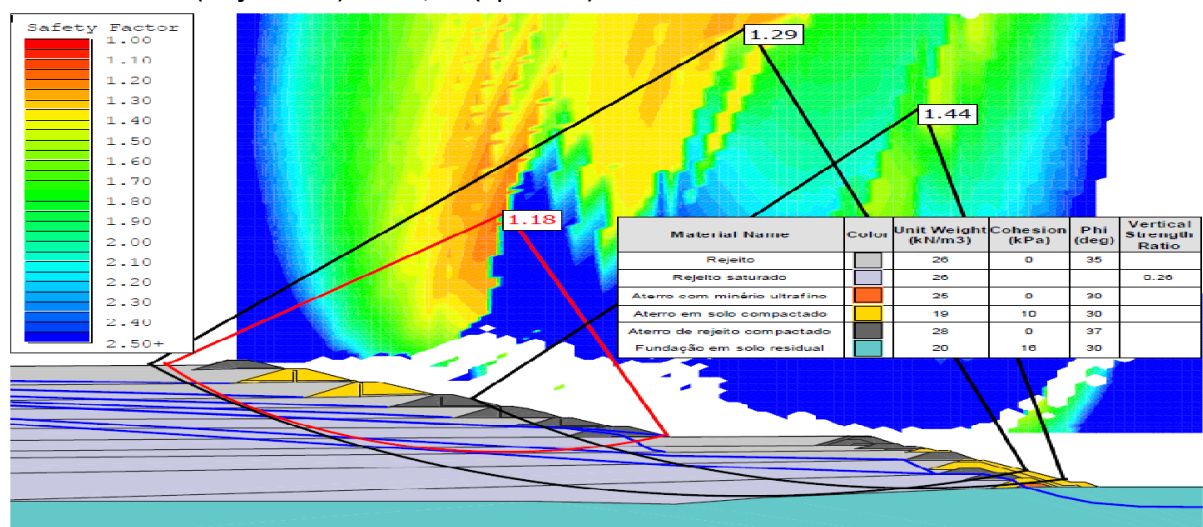 Safety Factor
1.00
1.10
1.20
1.30
1.40
1.50
1.60
1.70
1.80
1.90
2.00
2.10
2.20
2.30
2.40
2.50+
1.29
1.44
1.18
Material Name Color Unit Weight (kN/m3) Cohesion (kPa) Phi (deg) Vertical Strength Ratio
Rejeito 26 0 35
Rejeito saturado 26 0.26
Aterro com minério ultrafino 25 0 30
Aterro em solo compactado 19 10 30
Aterro de rejeito compactado 28 0 37
Fundação em solo residual 20 16 30